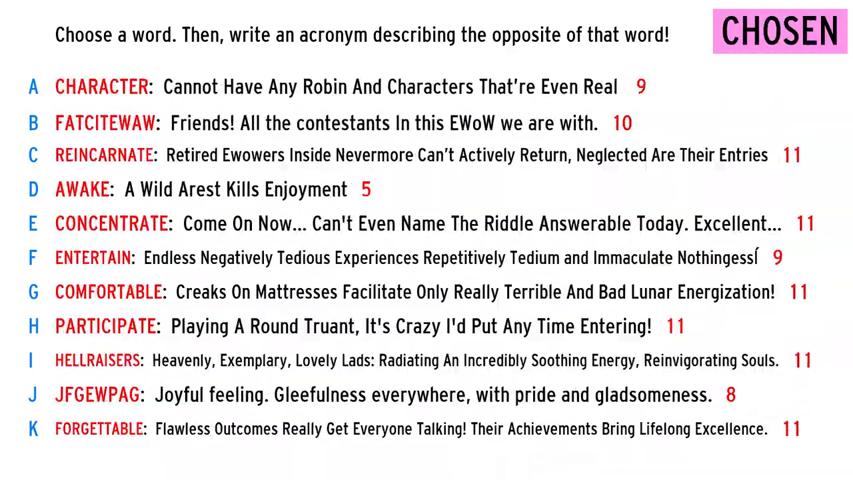 Choose a word. Then, write an acronym describing the opposite of that word!
CHOSEN
A CHARACTER: Cannot Have Any Robin And Characters That're Even Real 9
B FATCITEWAW: Friends! All the contestants In this EWoW we are with. 10
C REINCARNATE: Retired Ewowers Inside Nevermore Can't Actively Return, Neglected Are Their Entries 11
D AWAKE: A Wild Arest Kills Enjoyment 5
E CONCENTRATE: Come On Now... Can't Even Name The Riddle Answerable Today. Excellent... 11
F ENTERTAIN: Endless Negatively Tedious Experiences Repetitively Tedium and Immaculate NothingessÍ 9
G COMFORTABLE: Creaks On Mattresses Facilitate Only Really Terrible And Bad Lunar Energization! 11
H PARTICIPATE: Playing A Round Truant, It's Crazy I'd Put Any Time Entering! 11
I HELLRAISERS: Heavenly, Exemplary, Lovely Lads: Radiating An Incredibly Soothing Energy, Reinvigorating Souls. 11
J JFGEWPAG: Joyful feeling. Gleefulness everywhere, with pride and gladsomeness. 8
K FORGETTABLE: Flawless Outcomes Really Get Everyone Talking! Their Achievements Bring Lifelong Excellence. 11